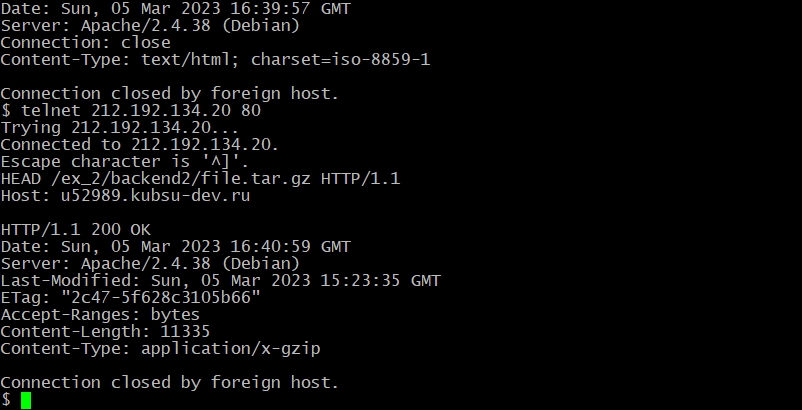 Date: Sun, 05 Mar 2023 16:39:57 GMT
Server: Apache/2.4.38 (Debian)
Connection: close
Content-Type: text/html; charset=iso-8859-1

Connection closed by foreign host.
$ telnet 212.192.134.20 80
Trying 212.192.134.20...
Connected to 212.192.134.20.
Escape character is '^]'.
HEAD /ex_2/backend2/file.tar.gz HTTP/1.1
Host: u52989.kubsu-dev.ru

HTTP/1.1 200 OK
Date: Sun, 05 Mar 2023 16:40:59 GMT
Server: Apache/2.4.38 (Debian)
Last-Modified: Sun, 05 Mar 2023 15:23:35 GMT
ETag: "2c47-5f628c3105b66"
Accept-Ranges: bytes
Content-Length: 11335
Content-Type: application/x-gzip

Connection closed by foreign host.
$